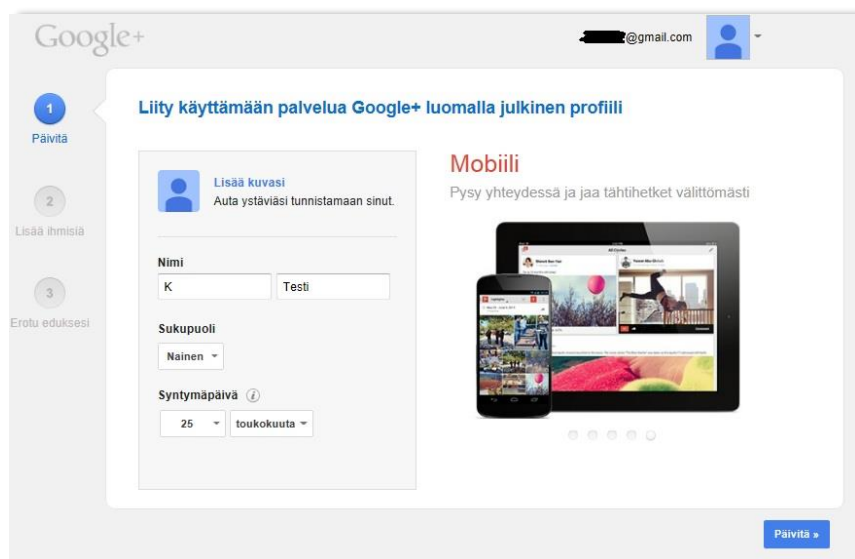 Google+
@gmail.com
1
Päivitä
2
Lisää ihmisiä
3
Erotu eduksesi
Liity käyttämään palvelua Google+ luomalla julkinen profiili
Lisää kuvasi
Auta ystäviäsi tunnistamaan sinut.
Nimi
K Testi
Sukupuoli
Nainen
Syntymäpäivä i
25 toukokuuta
Mobiili
Pysy yhteydessä ja jaa tähtihetket välittömästi
Päivitä »